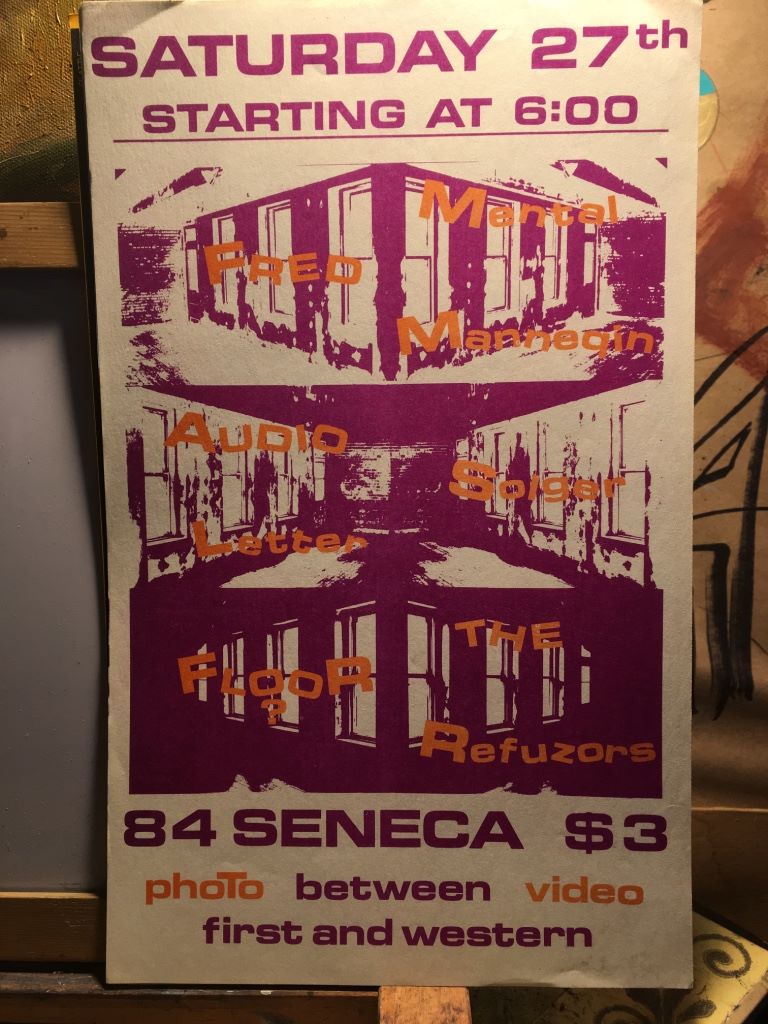 SATURDAY 27th
STARTING AT 6:00
Mental
FRED
Manneqin
AUDIO
Solger
Letter
THE
FLOOR
?
Refuzors
84 SENECA $3
phoTo between video
first and western